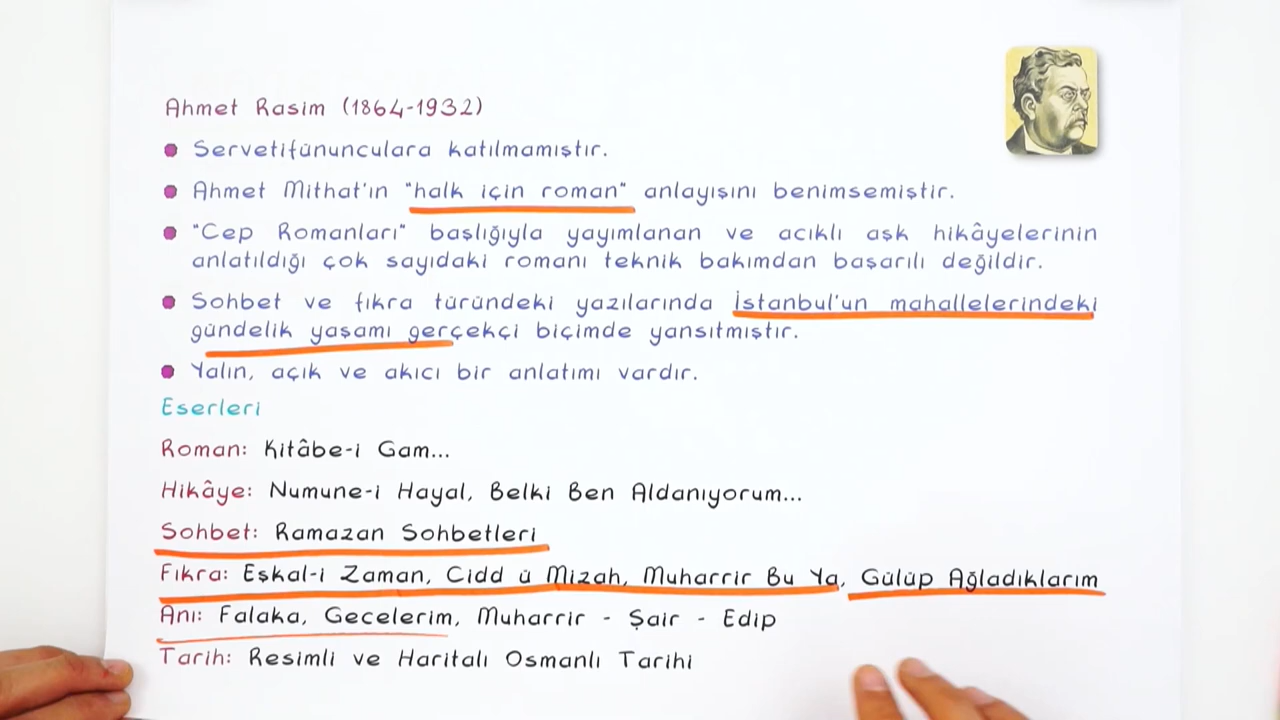 Ahmet Rasim (1864-1932)
Servetifünunculara katılmamıştır.
Ahmet Mithat'ın "halk için roman" anlayışını benimsemiştir.
"Cep Romanları" başlığıyla yayımlanan ve acıklı aşk hikâyelerinin
anlatıldığı çok sayıdaki romanı teknik bakımdan başarılı değildir.
Sohbet ve fıkra türündeki yazılarında İstanbul'un mahallelerindeki
gündelik yaşamı gerçekçi biçimde yansıtmıştır.
Yalın, açık ve akıcı bir anlatımı vardır.
Eserleri
Roman: Kitâbe-i Gam...
Hikâye: Numune-i Hayal, Belki Ben Aldanıyorum...
Sohbet: Ramazan Sohbetleri
Fıkra: Eşkal-i Zaman, Cidd ü Mizah, Muharrir Bu Ya, Gülüp Ağladıklarım
Anı: Falaka, Gecelerim, Muharrir - Şair - Edip
Tarih: Resimli ve Haritalı Osmanlı Tarihi